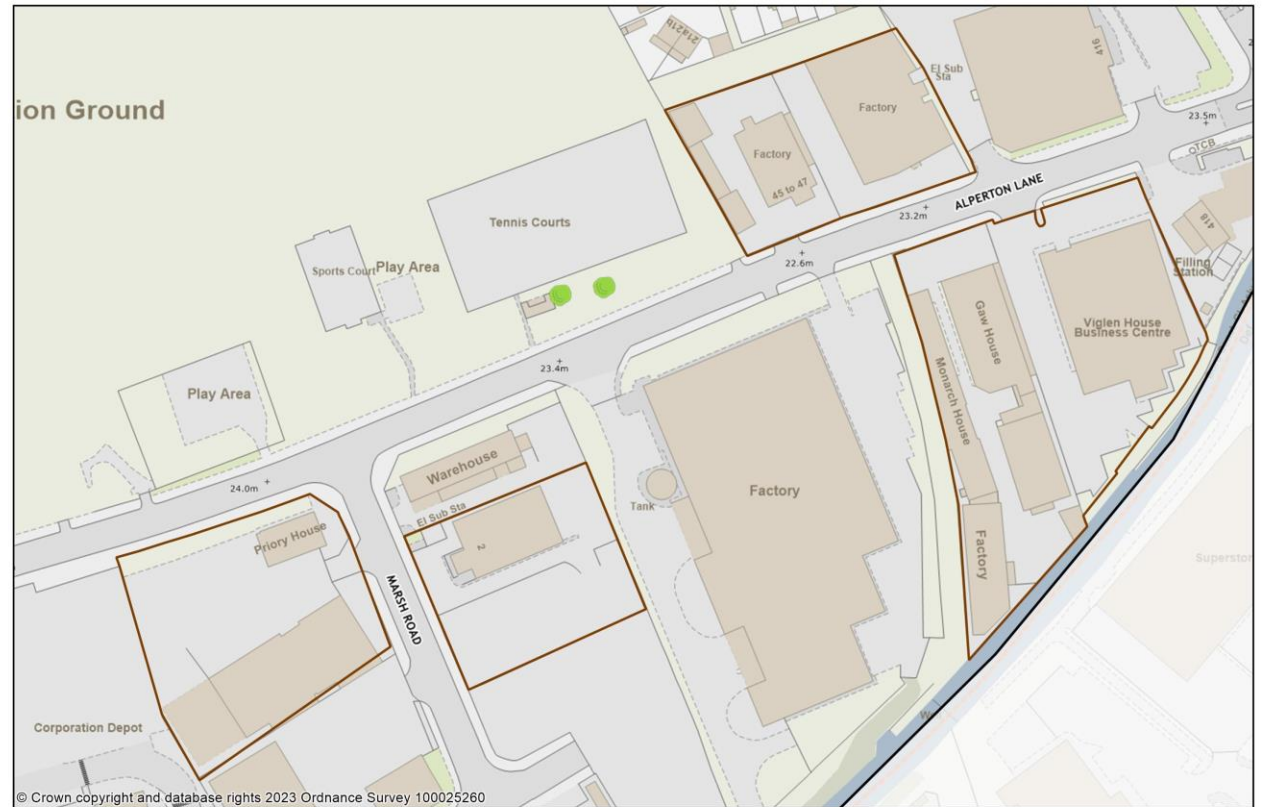 21a21b
ion Ground
El Sub
Sta
416
Factory
Factory
45 to 47
23.5m
TCB
ALPERTON LANE
23.2m
22.6m
Tennis Courts
Sports Court
Play Area
418
Filling
Station
Viglen House
Business Centre
Gaw House
Monarch House
23.4m
Play Area
Warehouse
El Sub Sta
2
24.0m
Priory House
Tank
Factory
Factory
MARSH ROAD
Superstor
Corporation Depot
© Crown copyright and database rights 2023 Ordnance Survey 100025260